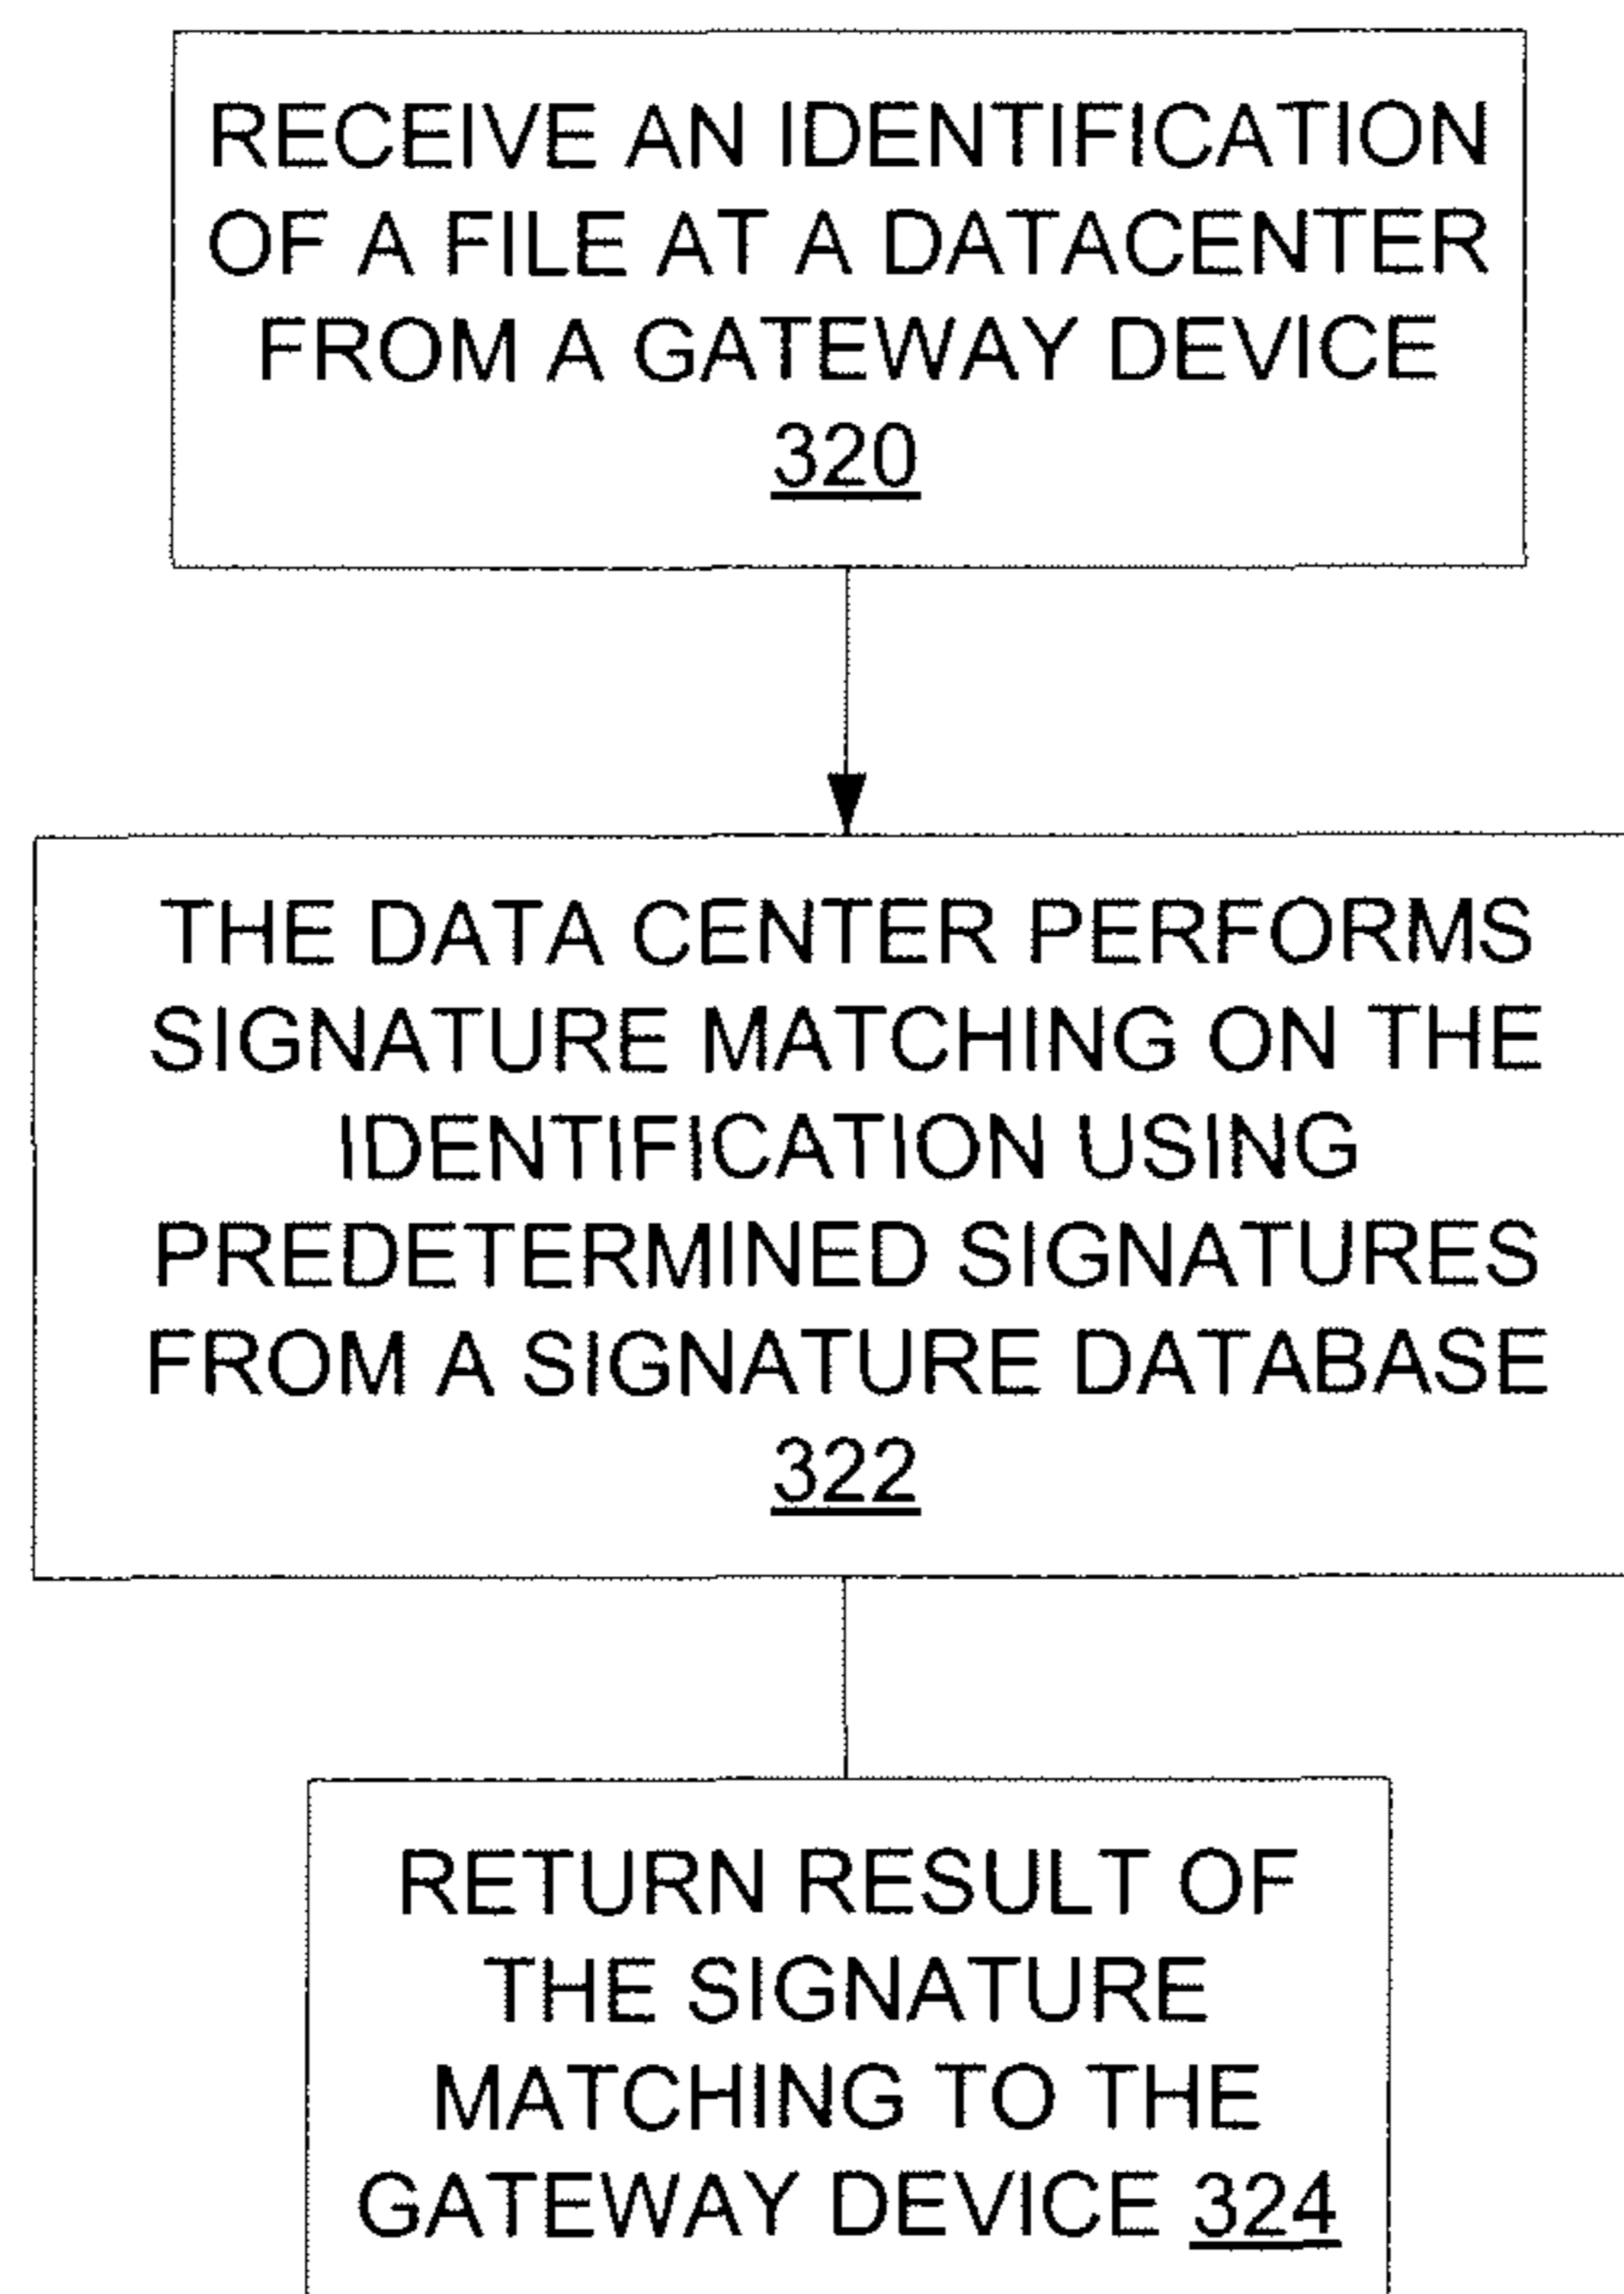 RECEIVE AN IDENTIFICATION
OF A FILE AT A DATACENTER
FROM A GATEWAY DEVICE
320
THE DATA CENTER PERFORMS
SIGNATURE MATCHING ON THE
IDENTIFICATION USING
PREDETERMINED SIGNATURES
FROM A SIGNATURE DATABASE
322
RETURN RESULT OF
THE SIGNATURE
MATCHING TO THE
GATEWAY DEVICE 324